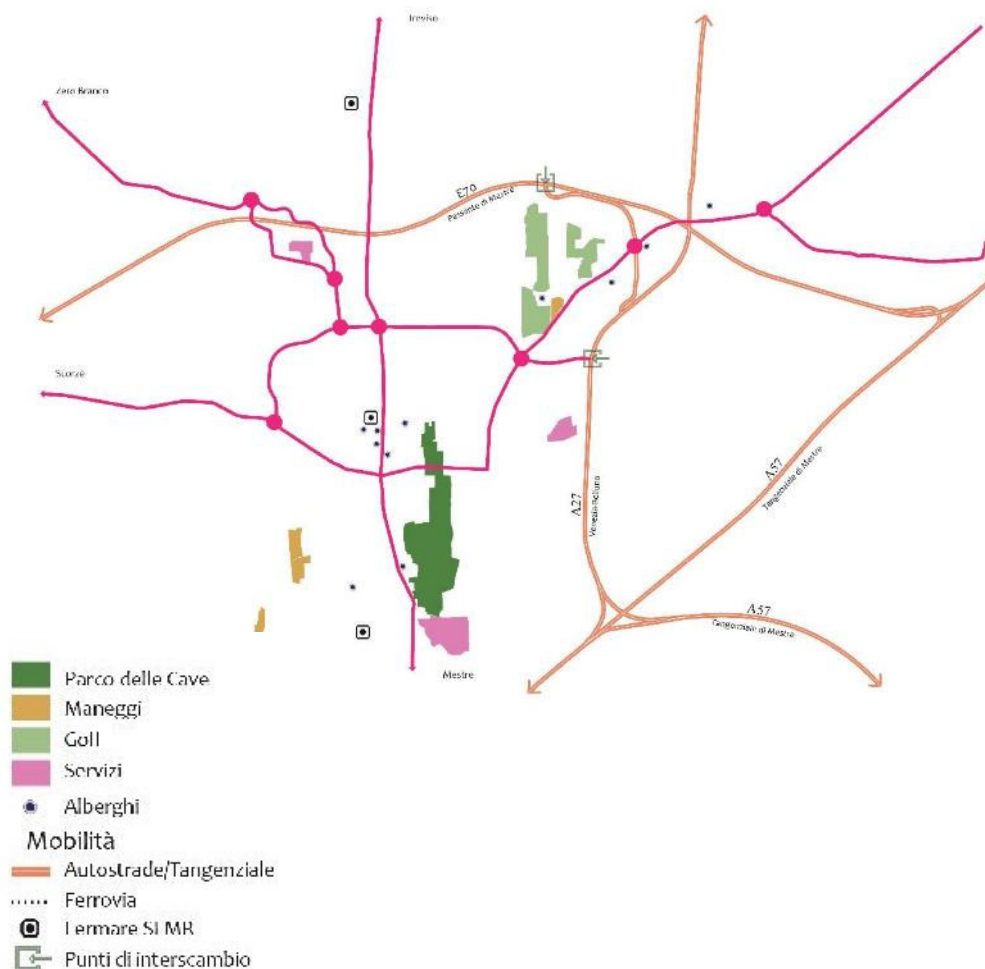 Treviso
Zero Branco
E70
Passante di Mestre
Scorzè
A27
Venezia-Belluno
A57
Tangenziale di Mestre
A57
Tangenziale di Mestre
Mestre
Parco delle Cave
Maneggi
Golf
Servizi
Alberghi
Mobilità
Autostrade/Tangenziale
Ferrovia
Fermare SFMR
Punti di interscambio